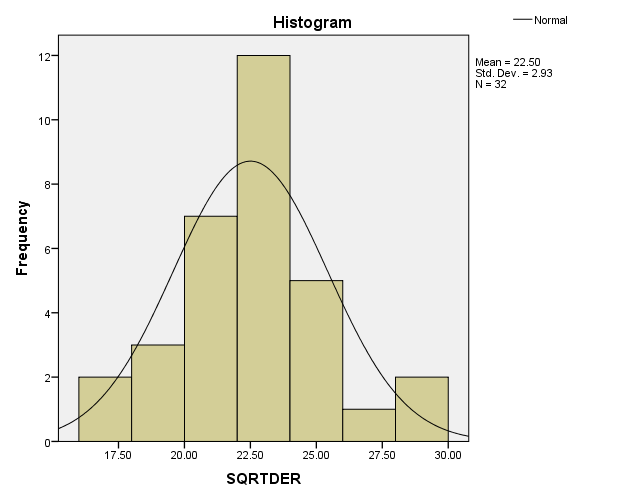 Histogram
Normal
Mean = 22.50
Std. Dev. = 2.93
N = 32
Frequency
12
10
8
6
4
2
0
17.50 20.00 22.50 25.00 27.50 30.00
SQRTDER